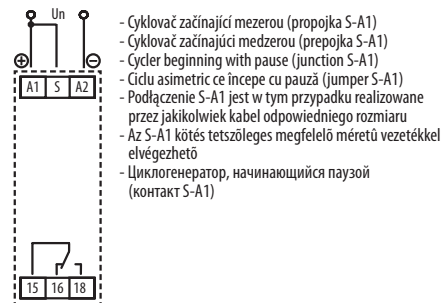 Un
A1 S A2
15 16 18
- Cyklovač začínající mezerou (propojka S-A1)
- Cyklovač začínajúci medzerou (prepojka S-A1)
- Cycler beginning with pause (junction S-A1)
- Ciclu asimetric ce începe cu pauză (jumper S-A1)
- Podłączenie S-A1 jest w tym przypadku realizowane
przez jakikolwiek kabel odpowiedniego rozmiaru
- Az S-A1 kötés tetszőleges megfelelő méretû vezetékkel
elvégezhetõ
- Циклогенератор, начинающийся паузой
(контакт S-A1)